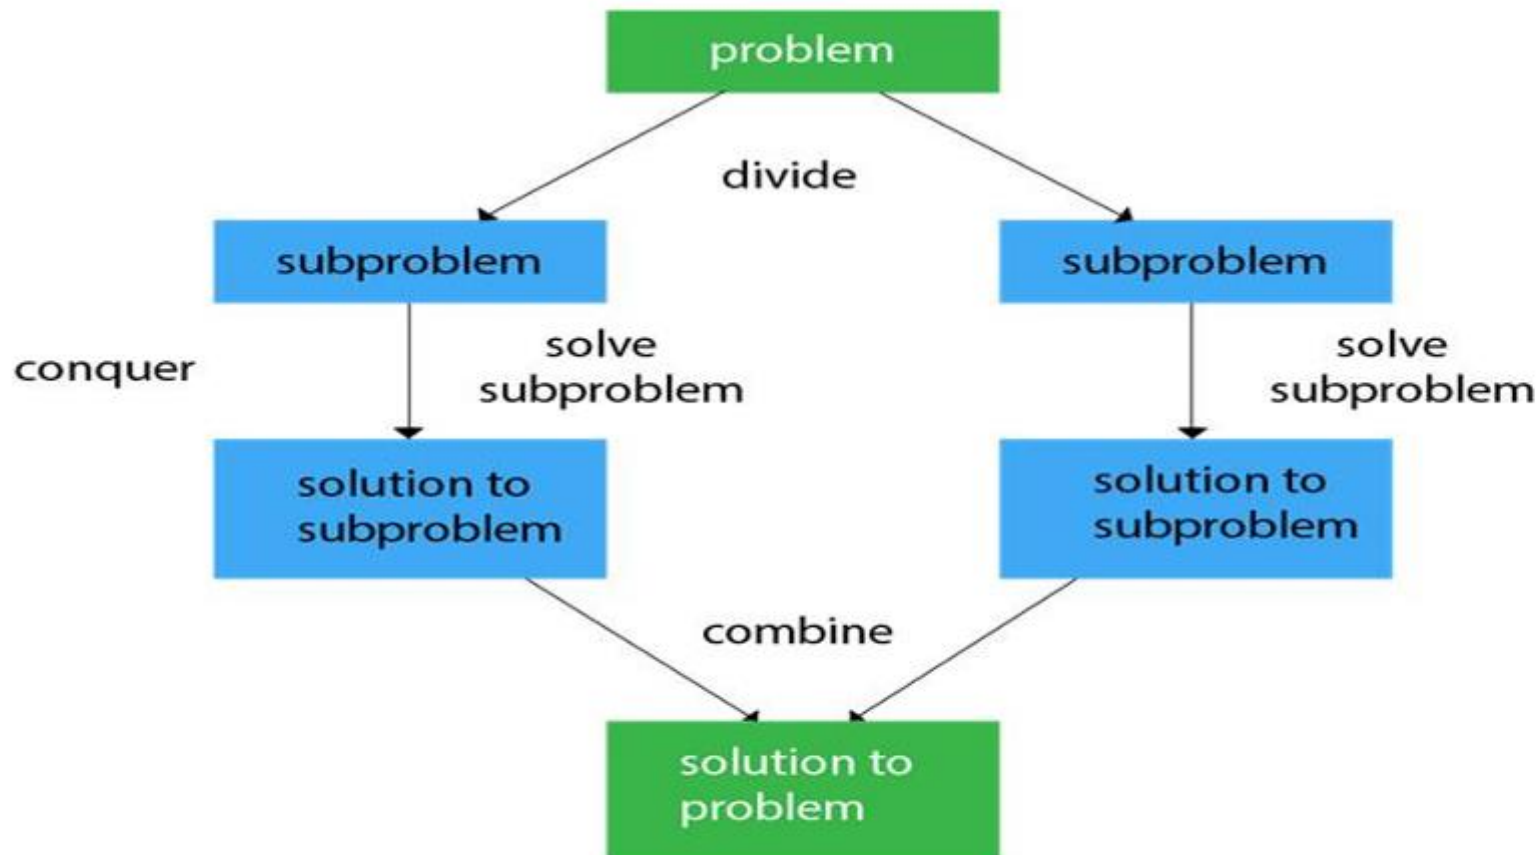 problem
divide
subproblem
subproblem
conquer
solve
subproblem
solve
subproblem
solution to
subproblem
solution to
subproblem
combine
solution to
problem